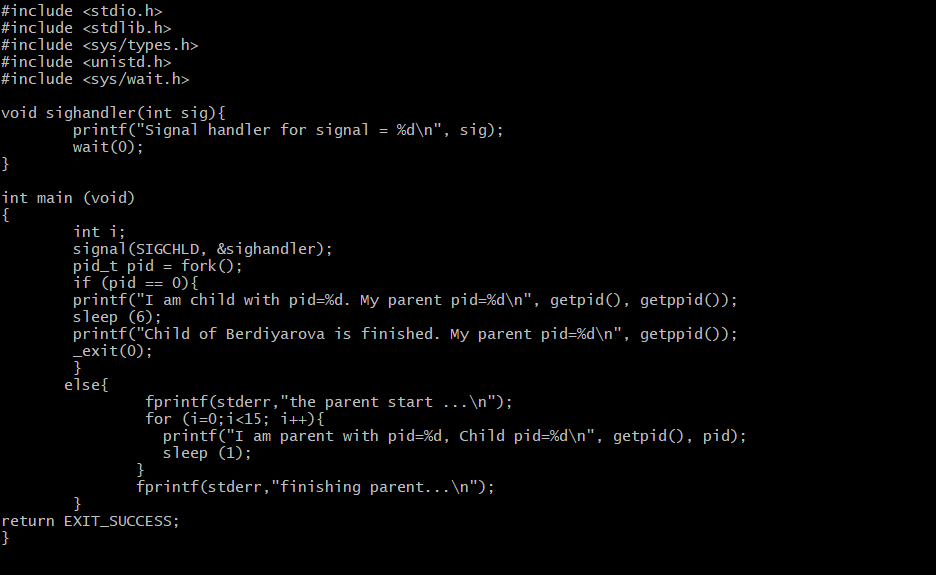 #include <stdio.h>
#include <stdlib.h>
#include <sys/types.h>
#include <unistd.h>
#include <sys/wait.h>

void sighandler(int sig){
        printf("Signal handler for signal = %d\n", sig);
        wait(0);
}

int main (void)
{
        int i;
        signal(SIGCHLD, &sighandler);
        pid_t pid = fork();
        if (pid == 0){
        printf("I am child with pid=%d. My parent pid=%d\n", getpid(), getppid());
        sleep (6);
        printf("Child of Berdiyarova is finished. My parent pid=%d\n", getppid());
        _exit(0);
        }
       else{
                fprintf(stderr,"the parent start ...\n");
                for (i=0;i<15; i++){
                  printf("I am parent with pid=%d, Child pid=%d\n", getpid(), pid);
                  sleep (1);
               }
               fprintf(stderr,"finishing parent...\n");
        }
return EXIT_SUCCESS;
}